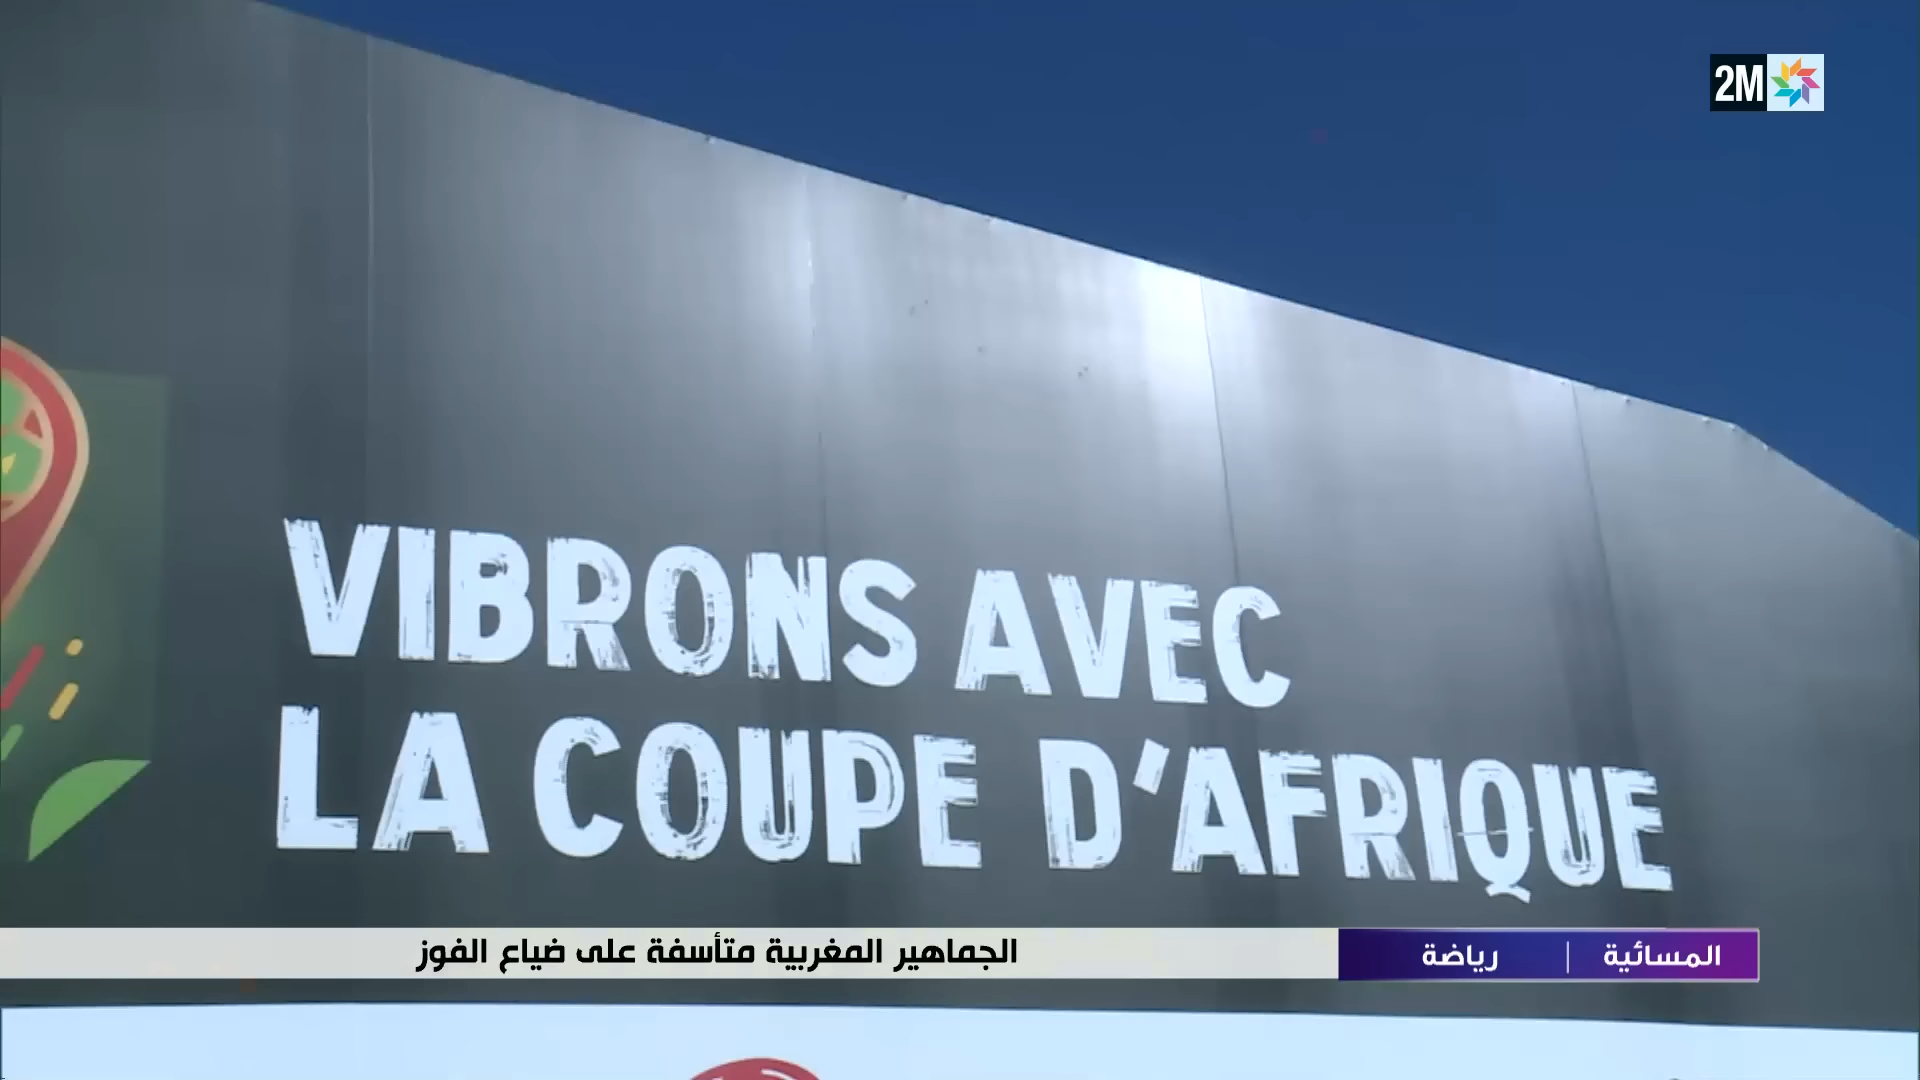 2M
VIBRONS AVEC
LA COUPE D'AFRIQUE
المسائية | رياضة
الجماهير المغربية متأسفة على ضياع الفوز